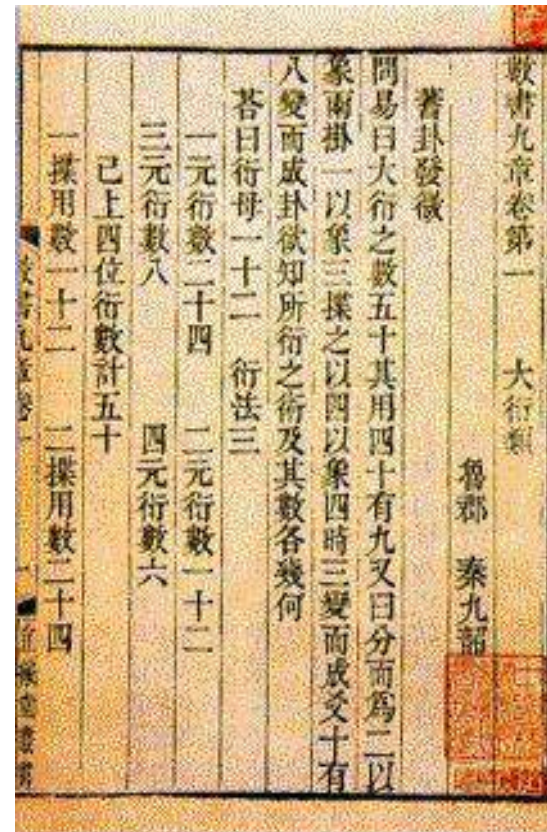 數書九章卷第一　大衍類
魯郡　秦九韶
蓍卦發微
問易曰大衍之數五十其用四十有九又曰分而為二以
象兩掛一以象三揲之以四以象四時三變而成爻十有
八變而成卦欲知所衍之術及其數各幾何
荅曰衍母一十二　衍法三
一元衍數二十四　二元衍數一十二
三元衍數八　四元衍數六
已上四位衍數計五十
一揲用數一十二　二揲用數二十四
數書九章卷一